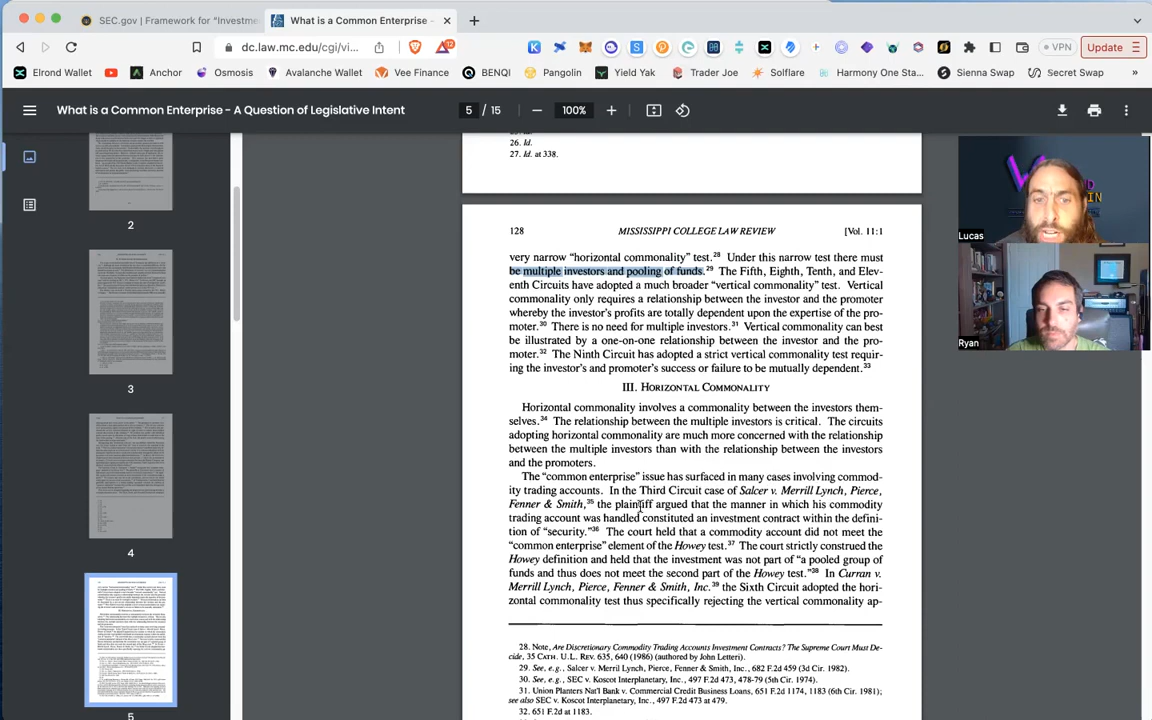 SEC.gov | Framework for “Investme
What is a Common Enterprise -
dc.law.mc.edu/cgi/vi...
12
VPN
Update
Elrond Wallet
Anchor
Osmosis
Avalanche Wallet
Vee Finance
BENQI
Pangolin
Yield Yak
Trader Joe
Solflare
Harmony One Sta...
Sienna Swap
Secret Swap
»
What is a Common Enterprise - A Question of Legislative Intent
5 / 15
100%
2
3
4
5
26. Id.
27. Id. at 338.
128 MISSISSIPPI COLLEGE LAW REVIEW [Vol. 11:1
very narrow “horizontal commonality” test.28 Under this narrow test there must
be multiple investors and pooling of funds.29 The Fifth, Eighth, Tenth, and Elev-
enth Circuits have adopted a much broader “vertical commonality” test. Vertical
commonality only requires a relationship between the investor and the promoter
whereby the investor’s profits are totally dependent upon the expertise of the pro-
moter.30 There is no need for multiple investors.31 Vertical commonality can best
be illustrated by a one-on-one relationship between the investor and the pro-
moter.32 The Ninth Circuit has adopted a strict vertical commonality test requir-
ing the investor’s and promoter’s success or failure to be mutually dependent.33
III. HORIZONTAL COMMONALITY
Horizontal commonality involves a commonality between the investors them-
selves.34 The relationship between the multiple investors is critical. The circuits
adopting horizontal commonality are much more concerned with the relationship
between the multiple investors than with the relationship between the investors
and the promoters.
The “common enterprise” issue has surfaced in many cases involving commod-
ity trading accounts. In the Third Circuit case of Salcer v. Merrill Lynch, Pierce,
Fenner & Smith,35 the plaintiff argued that the manner in which his commodity
trading account was handled constituted an investment contract within the defini-
tion of “security.”36 The court held that a commodity account did not meet the
“common enterprise” element of the Howey test.37 The court strictly construed the
Howey definition and held that the investment was not part of “a pooled group of
funds and thus does not meet the second part of the Howey test.”38 In Curran v.
Merrill Lynch, Pierce, Fenner & Smith, Inc.39 the Sixth Circuit adopted the hori-
zontal commonality test thus specifically rejecting the vertical commonality ap-
28. Note, Are Discretionary Commodity Trading Accounts Investment Contracts? The Supreme Court Must De-
cide, 35 CATH. U.L. REV. 635, 640 (1986) (authored by John Letter).
29. See, e.g., Salcer v. Merril Lynch, Pierce, Fenner & Smith, Inc., 682 F.2d 459 (3d Cir. 1982).
30. See, e.g., SEC v. Koscot Interplanetary, Inc., 497 F.2d 473, 478-79 (5th Cir. 1974).
31. Union Planters Nat’l Bank v. Commercial Credit Business Loans, 651 F.2d 1174, 1183 (6th Cir. 1981);
see also SEC v. Koscot Interplanetary, Inc., 497 F.2d 473 at 479.
32. 651 F.2d at 1183.
Lucas
Ryan